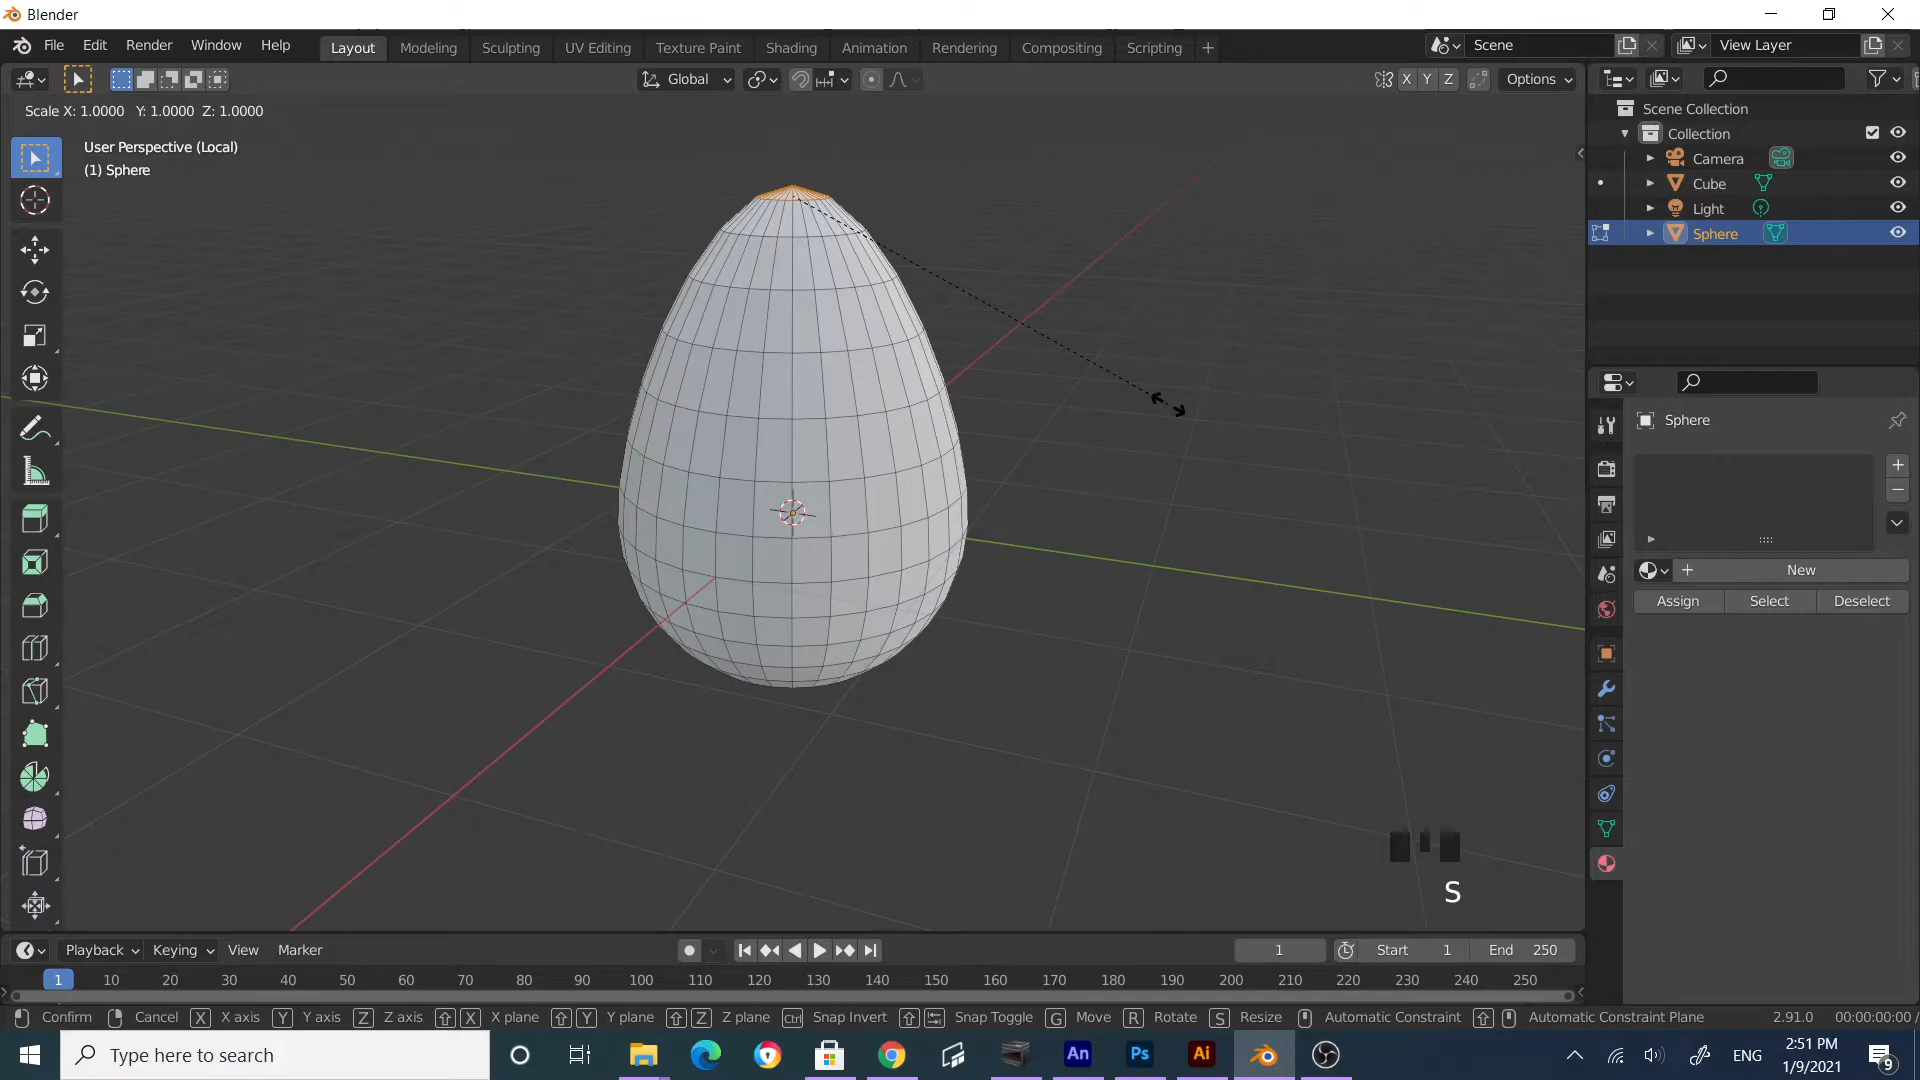 Blender
File Edit Render Window Help Layout Modeling Sculpting UV Editing Texture Paint Shading Animation Rendering Compositing Scripting + Scene View Layer
Global X Y Z Options
Scale X: 1.0000 Y: 1.0000 Z: 1.0000
User Perspective (Local)
(1) Sphere
Scene Collection
Collection
Camera
Cube
Light
Sphere
Sphere
New
Assign Select Deselect
S
Playback Keying View Marker 1 Start 1 End 250
1 10 20 30 40 50 60 70 80 90 100 110 120 130 140 150 160 170 180 190 200 210 220 230 240 250
Confirm Cancel X X axis Y Y axis Z Z axis X X plane Y Y plane Z Z plane Ctrl Snap Invert Snap Toggle G Move R Rotate S Resize Automatic Constraint Automatic Constraint Plane 2.91.0 00:00:00:00 /
Type here to search An Ps Ai ENG 2:51 PM
1/9/2021 9